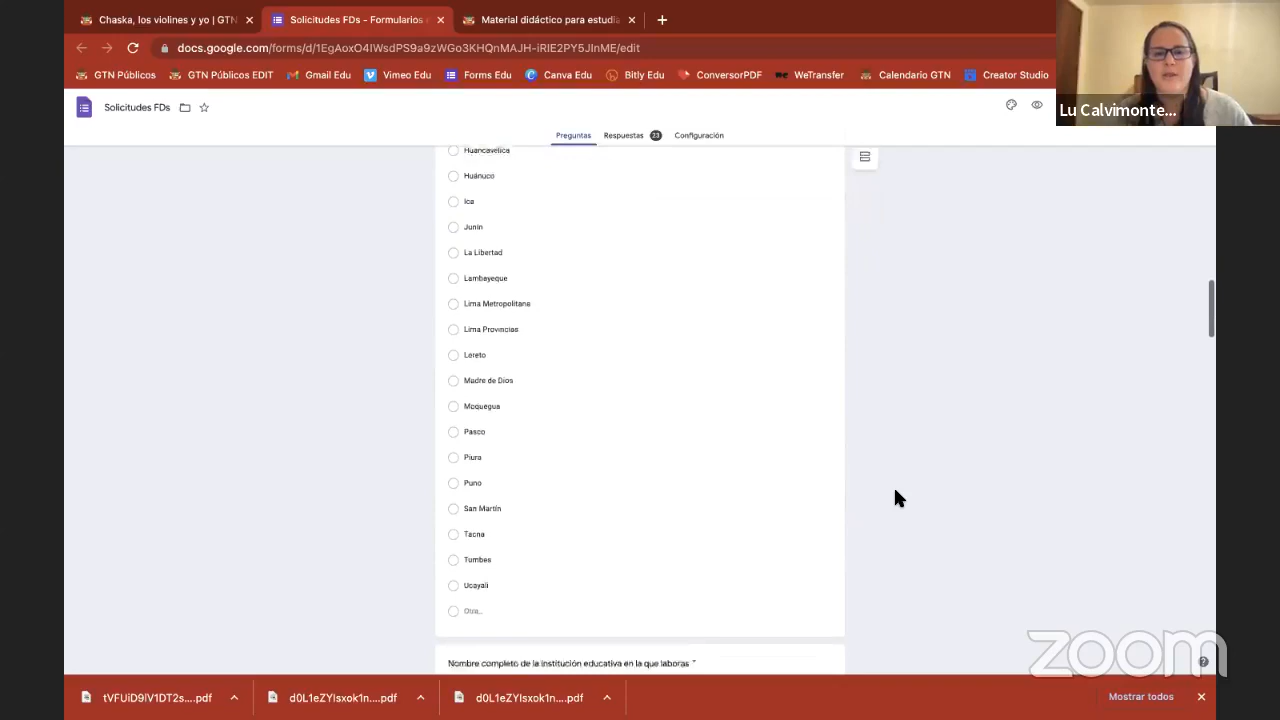 Chaska, los violines y yo | GTN
Solicitudes FDs - Formularios
Material didáctico para estudia
docs.google.com/forms/d/1EgAoxO4IWsdPS9a9zWGo3KHQnMAJH-iRIE2PY5JInME/edit
GTN Públicos
GTN Públicos EDIT
Gmail Edu
Vimeo Edu
Forms Edu
Canva Edu
Bitly Edu
ConversorPDF
WeTransfer
Calendario GTN
Creator Studio
Lu Calvimonte...
Solicitudes FDs
Preguntas
Respuestas 23
Configuración
Huancavelica
Huánuco
Ica
Junín
La Libertad
Lambayeque
Lima Metropolitana
Lima Provincias
Loreto
Madre de Dios
Moquegua
Pasco
Piura
Puno
San Martín
Tacna
Tumbes
Ucayali
Otra...
Nombre completo de la institución educativa en la que laboras *
zoom
tVFUiD9lV1DT2s....pdf
d0L1eZYlsxok1n....pdf
d0L1eZYlsxok1n....pdf
Mostrar todos